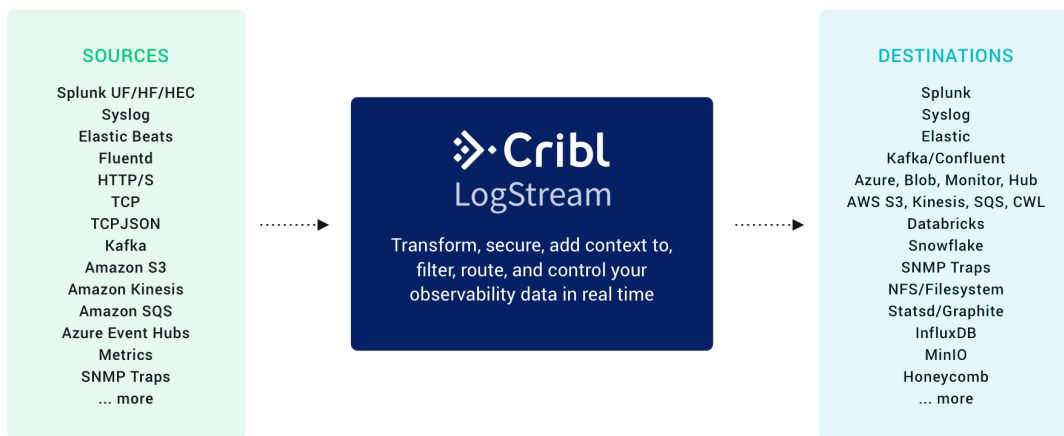 SOURCES
Splunk UF/HF/HEC
Syslog
Elastic Beats
Fluentd
HTTP/S
TCP
TCPJSON
Kafka
Amazon S3
Amazon Kinesis
Amazon SQS
Azure Event Hubs
Metrics
SNMP Traps
... more
Cribl
LogStream
Transform, secure, add context to,
filter, route, and control your
observability data in real time
DESTINATIONS
Splunk
Syslog
Elastic
Kafka/Confluent
Azure, Blob, Monitor, Hub
AWS S3, Kinesis, SQS, CWL
Databricks
Snowflake
SNMP Traps
NFS/Filesystem
Statsd/Graphite
InfluxDB
MinIO
Honeycomb
... more